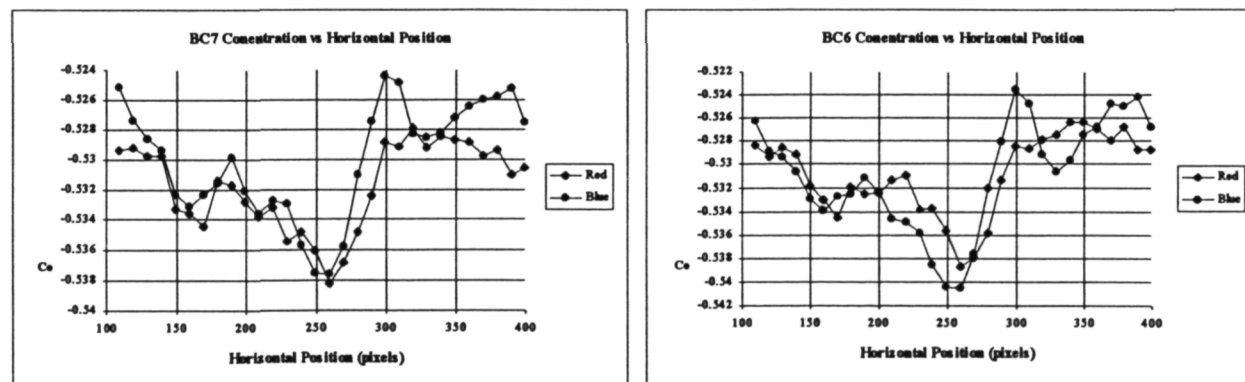 BC7 Conentration vs Horizontal Position
-0.524
-0.526
-0.528
-0.53
-0.532
-0.534
-0.536
-0.538
-0.54
Co
100 150 200 250 300 350 400
Horizontal Position (pixels)
Red
Blue
BC6 Conentration vs Horizontal Position
-0.522
-0.524
-0.526
-0.528
-0.53
-0.532
-0.534
-0.536
-0.538
-0.54
-0.542
Co
100 150 200 250 300 350 400
Horizontal Position (pixels)
Red
Blue